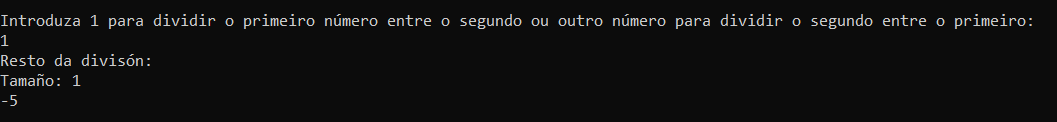 Introduza 1 para dividir o primeiro número entre o segundo ou outro número para dividir o segundo entre o primeiro:
1
Resto da divisón:
Tamaño: 1
-5